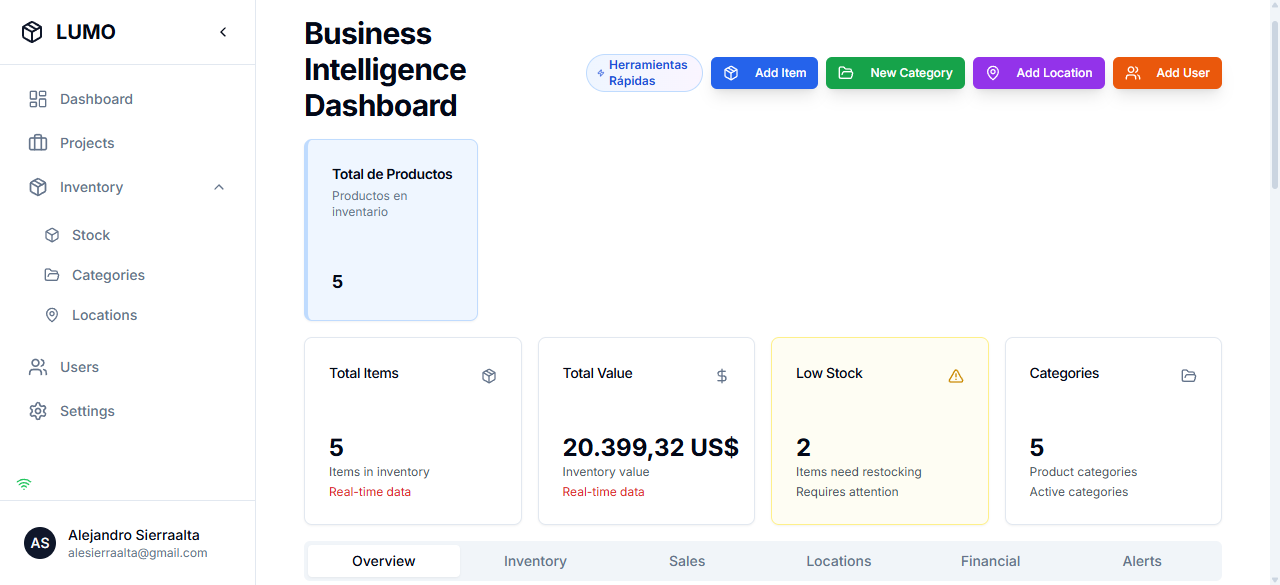 LUMO
Dashboard
Projects
Inventory
Stock
Categories
Locations
Users
Settings
AS
Alejandro Sierraalta
alesierraalta@gmail.com
Business
Intelligence
Dashboard
Herramientas
Rápidas
Add Item
New Category
Add Location
Add User
Total de Productos
Productos en
inventario
5
Total Items
5
Items in inventory
Real-time data
Total Value
$
20.399,32 US$
Inventory value
Real-time data
Low Stock
2
Items need restocking
Requires attention
Categories
5
Product categories
Active categories
Overview
Inventory
Sales
Locations
Financial
Alerts